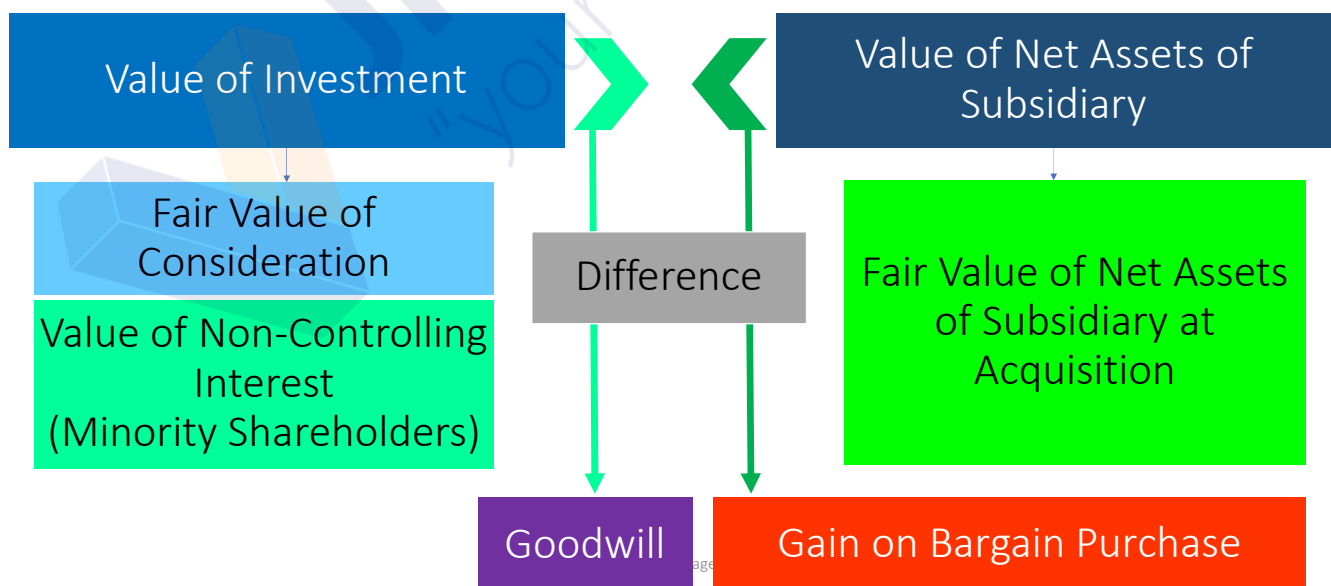 Value of Investment
Value of Net Assets of
Subsidiary
Fair Value of
Consideration
Value of Non-Controlling
Interest
(Minority Shareholders)
Difference
Fair Value of Net Assets
of Subsidiary at
Acquisition
Goodwill
Gain on Bargain Purchase
"your